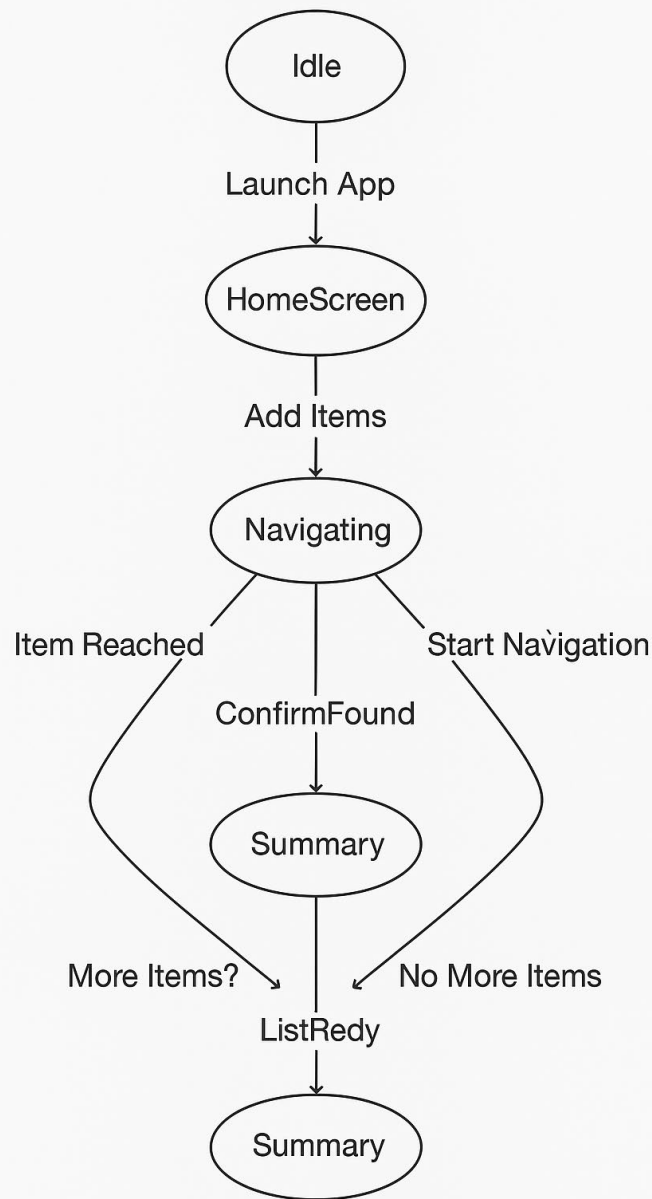 Idle
Launch App
HomeScreen
Add Items
Navigating
Item Reached
Start Navigation
ConfirmFound
Summary
More Items?
No More Items
ListRedy
Summary